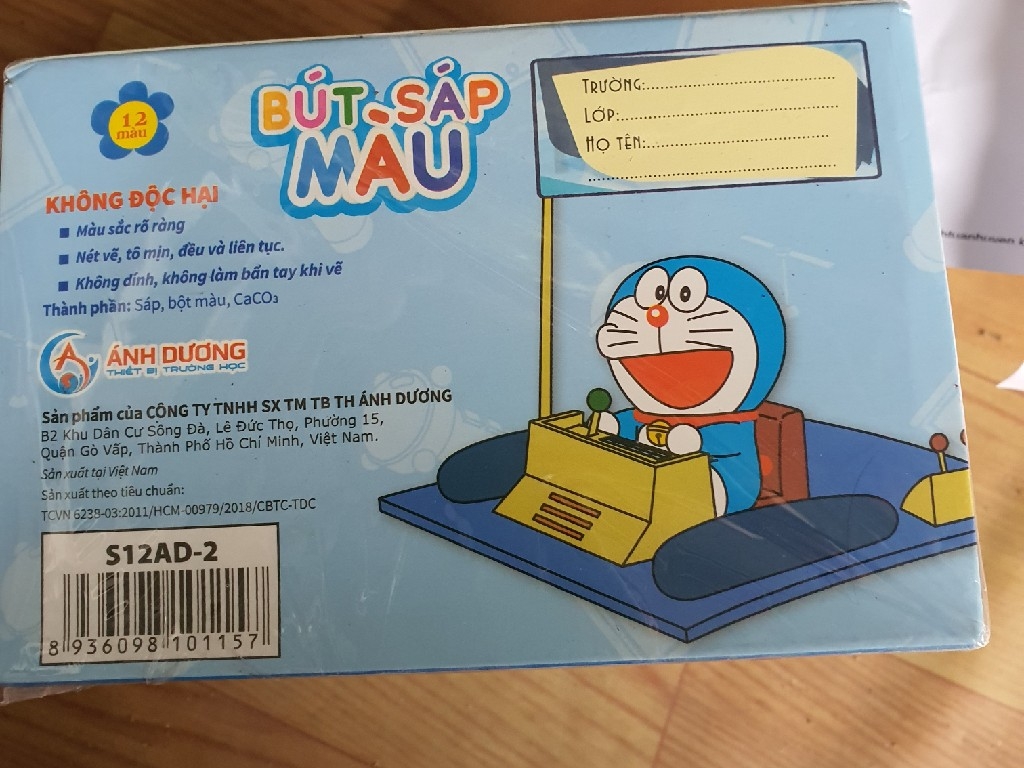 12
màu
BÚT SÁP
MÀU
TRƯỜNG:
LỚP:
HỌ TÊN:
KHÔNG ĐỘC HẠI
Màu sắc rõ ràng
Nét vẽ, tô mịn, đều và liên tục.
Không dính, không làm bẩn tay khi vẽ
Thành phần: Sáp, bột màu, CaCO₃
ÁNH DƯƠNG
THIẾT BỊ TRƯỜNG HỌC
Sản phẩm của CÔNG TY TNHH SX TM TB TH ÁNH DƯƠNG
B2 Khu Dân Cư Sông Đà, Lê Đức Thọ, Phường 15,
Quận Gò Vấp, Thành Phố Hồ Chí Minh, Việt Nam.
Sản xuất tại Việt Nam
Sản xuất theo tiêu chuẩn:
TCVN 6238-03:2011/HCM-00979/2018/CBTC-TDC
S12AD-2
8 936098 101157